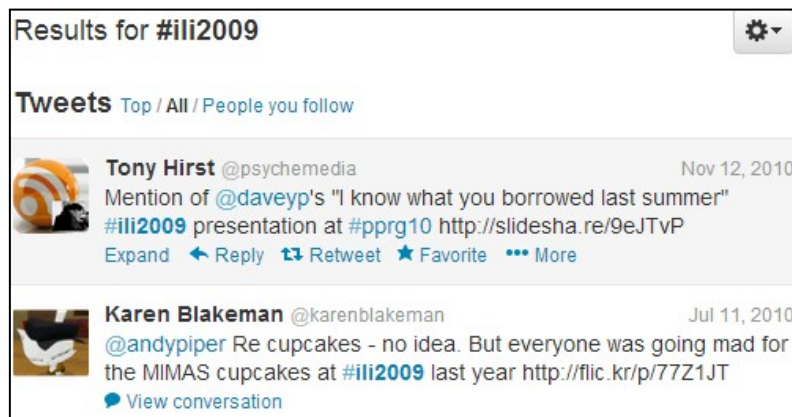 Results for #ili2009
Tweets Top / All / People you follow
Tony Hirst @psychemedia Nov 12, 2010
Mention of @daveyp's "I know what you borrowed last summer"
#ili2009 presentation at #pprg10 http://slidesha.re/9eJTvP
Expand Reply Retweet Favorite More
Karen Blakeman @karenblakeman Jul 11, 2010
@andypiper Re cupcakes - no idea. But everyone was going mad for
the MIMAS cupcakes at #ili2009 last year http://flic.kr/p/77Z1JT
View conversation